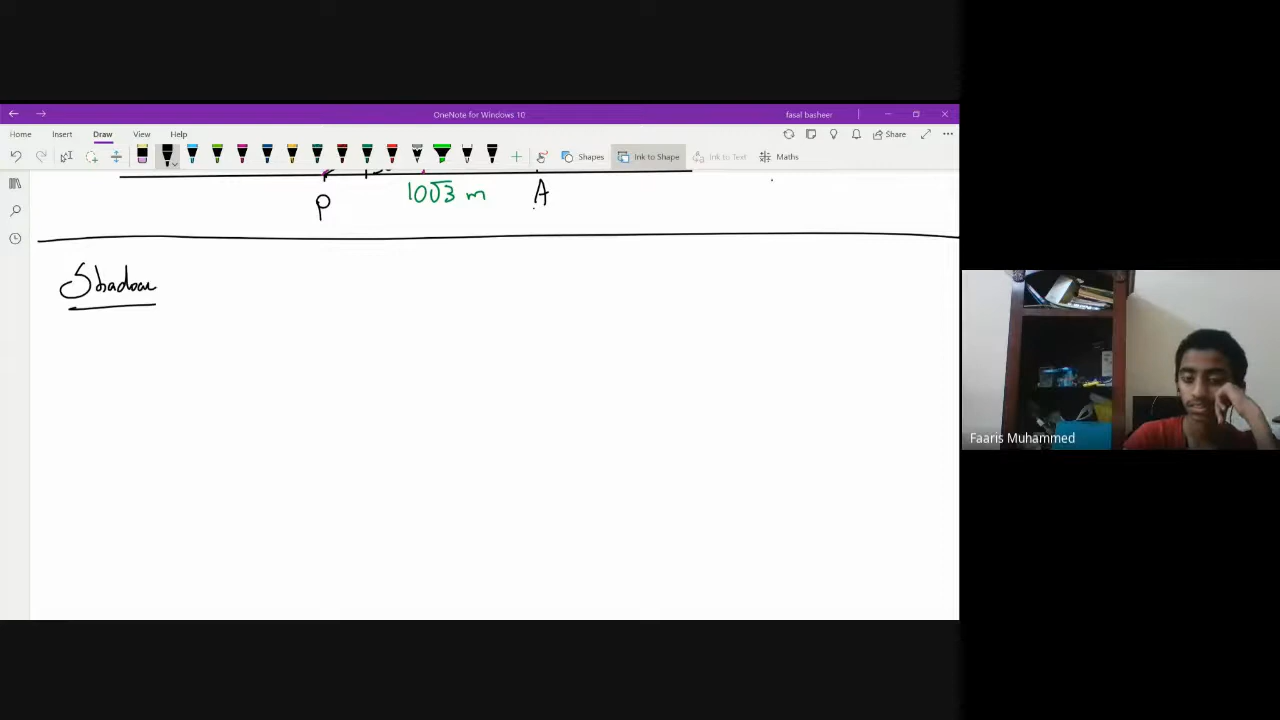 OneNote for Windows 10
fasal basheer
Home Insert Draw View Help
Share
Shapes Ink to Shape Ink to Text Maths
P
10√3 m
A
Shadow
Faaris Muhammed